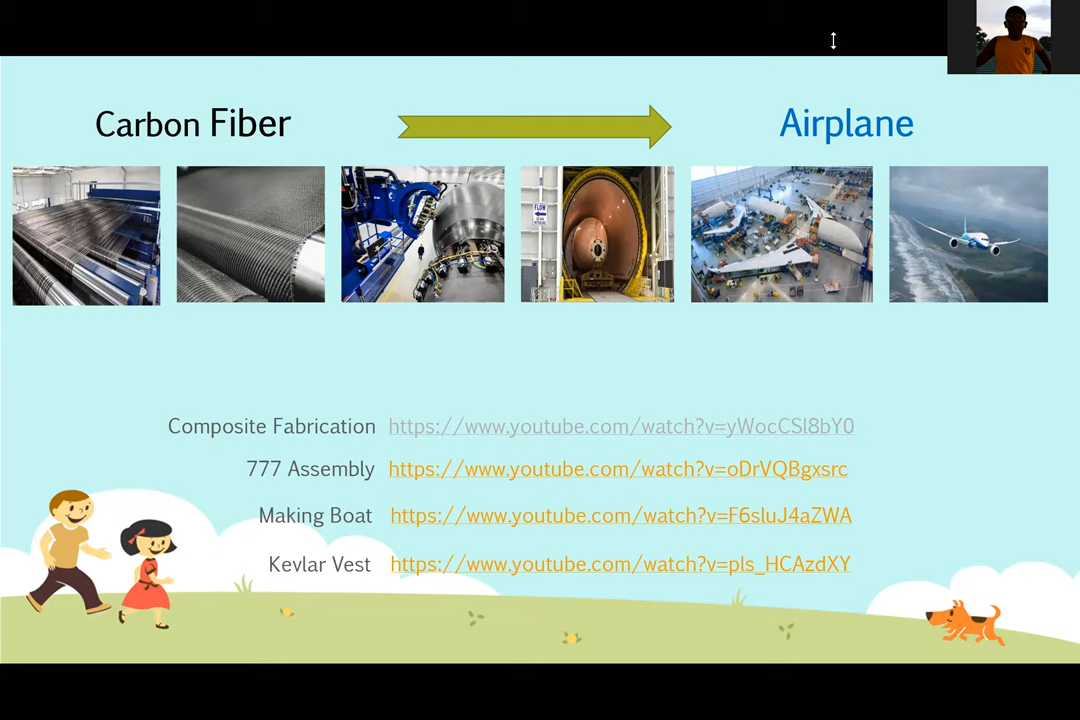 Carbon Fiber
Airplane
FLOW
Composite Fabrication https://www.youtube.com/watch?v=yWocCSl8bY0
777 Assembly https://www.youtube.com/watch?v=oDrVQBgxsrc
Making Boat https://www.youtube.com/watch?v=F6sluJ4aZWA
Kevlar Vest https://www.youtube.com/watch?v=pls_HCAzdXY